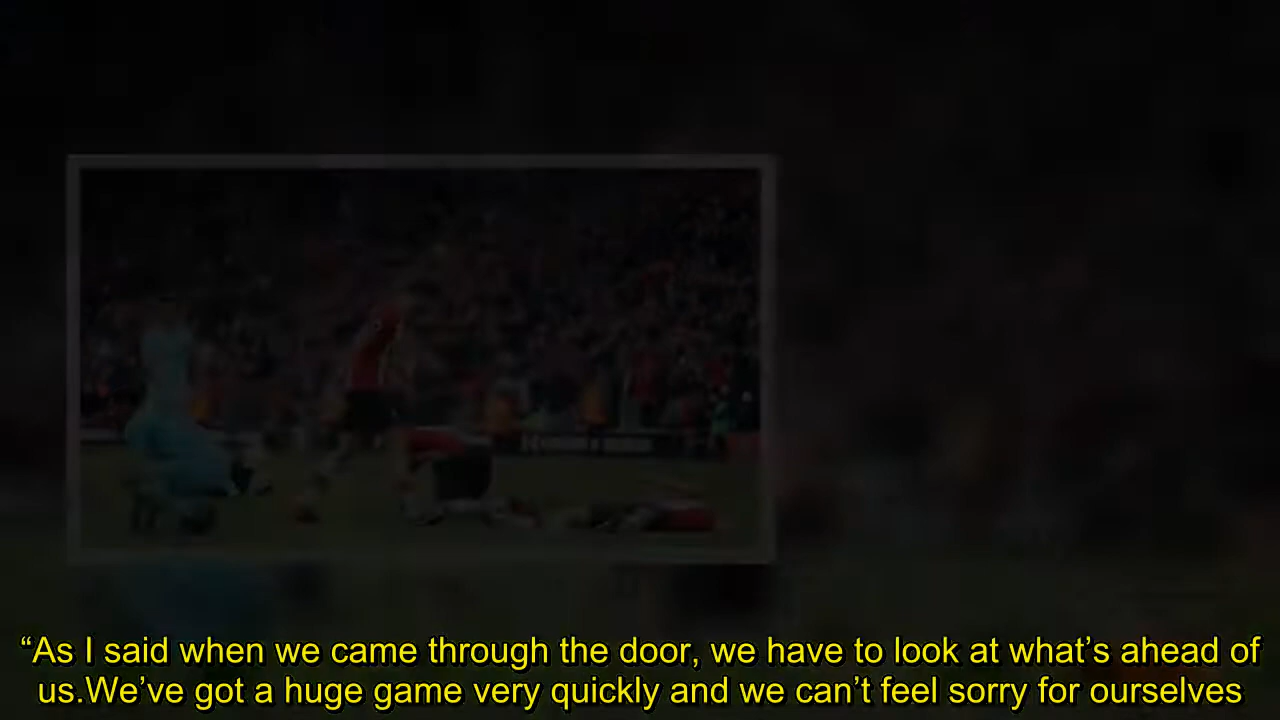 “As I said when we came through the door, we have to look at what’s ahead of
us.We’ve got a huge game very quickly and we can’t feel sorry for ourselves